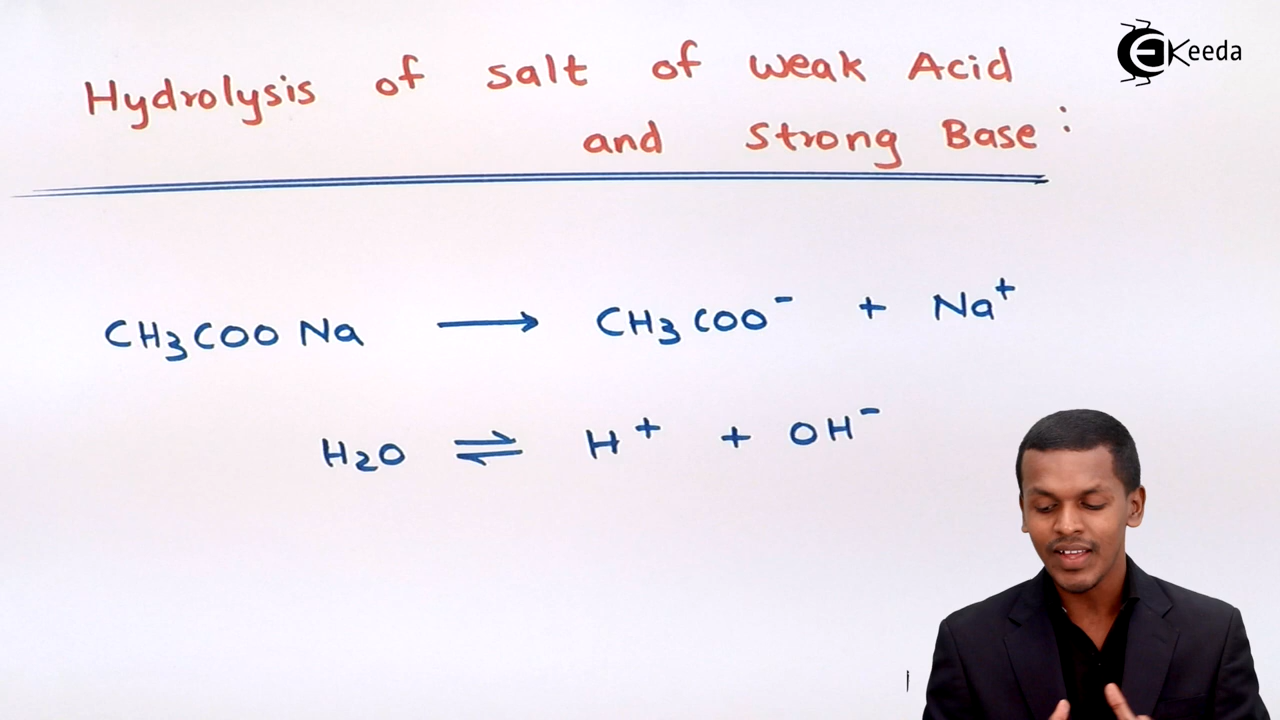 Hydrolysis of salt of weak Acid
and Strong Base :
CH₃COONa ⟶ CH₃COO⁻ + Na⁺
H₂O ⇌ H⁺ + OH⁻
EKeeda